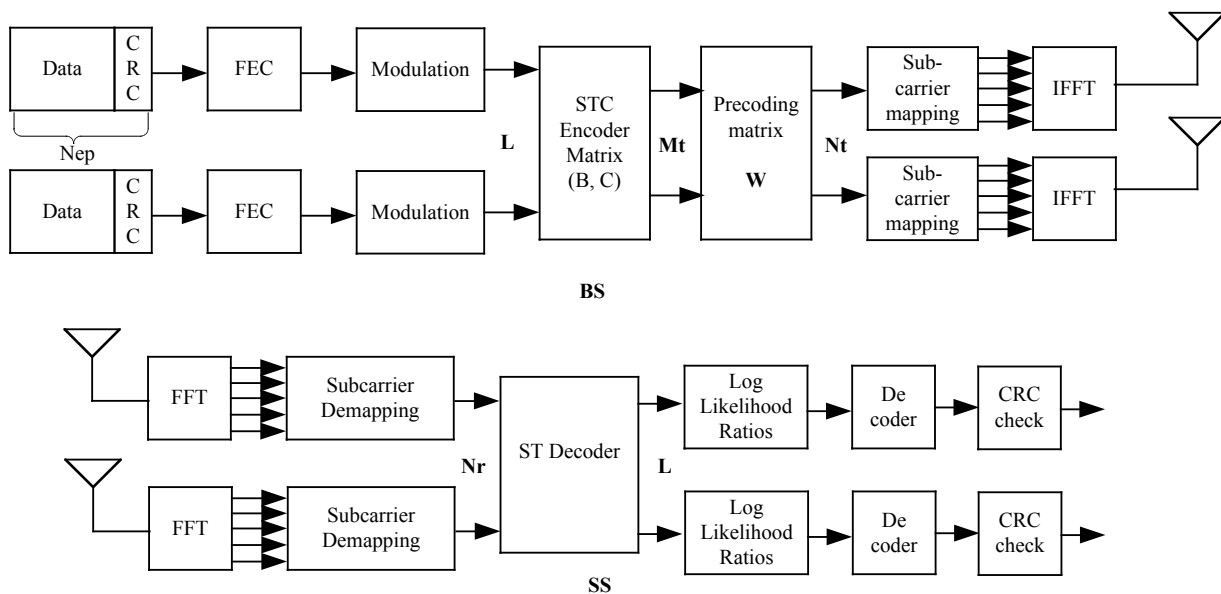 Data
C
R
C
FEC
Modulation
Sub-
carrier
mapping
IFFT
Nep
L
STC
Encoder
Matrix
(B, C)
Mt
Precoding
matrix
W
Nt
Data
C
R
C
FEC
Modulation
Sub-
carrier
mapping
IFFT
BS
FFT
Subcarrier
Demapping
Log
Likelihood
Ratios
De
coder
CRC
check
Nr
ST Decoder
L
FFT
Subcarrier
Demapping
Log
Likelihood
Ratios
De
coder
CRC
check
SS